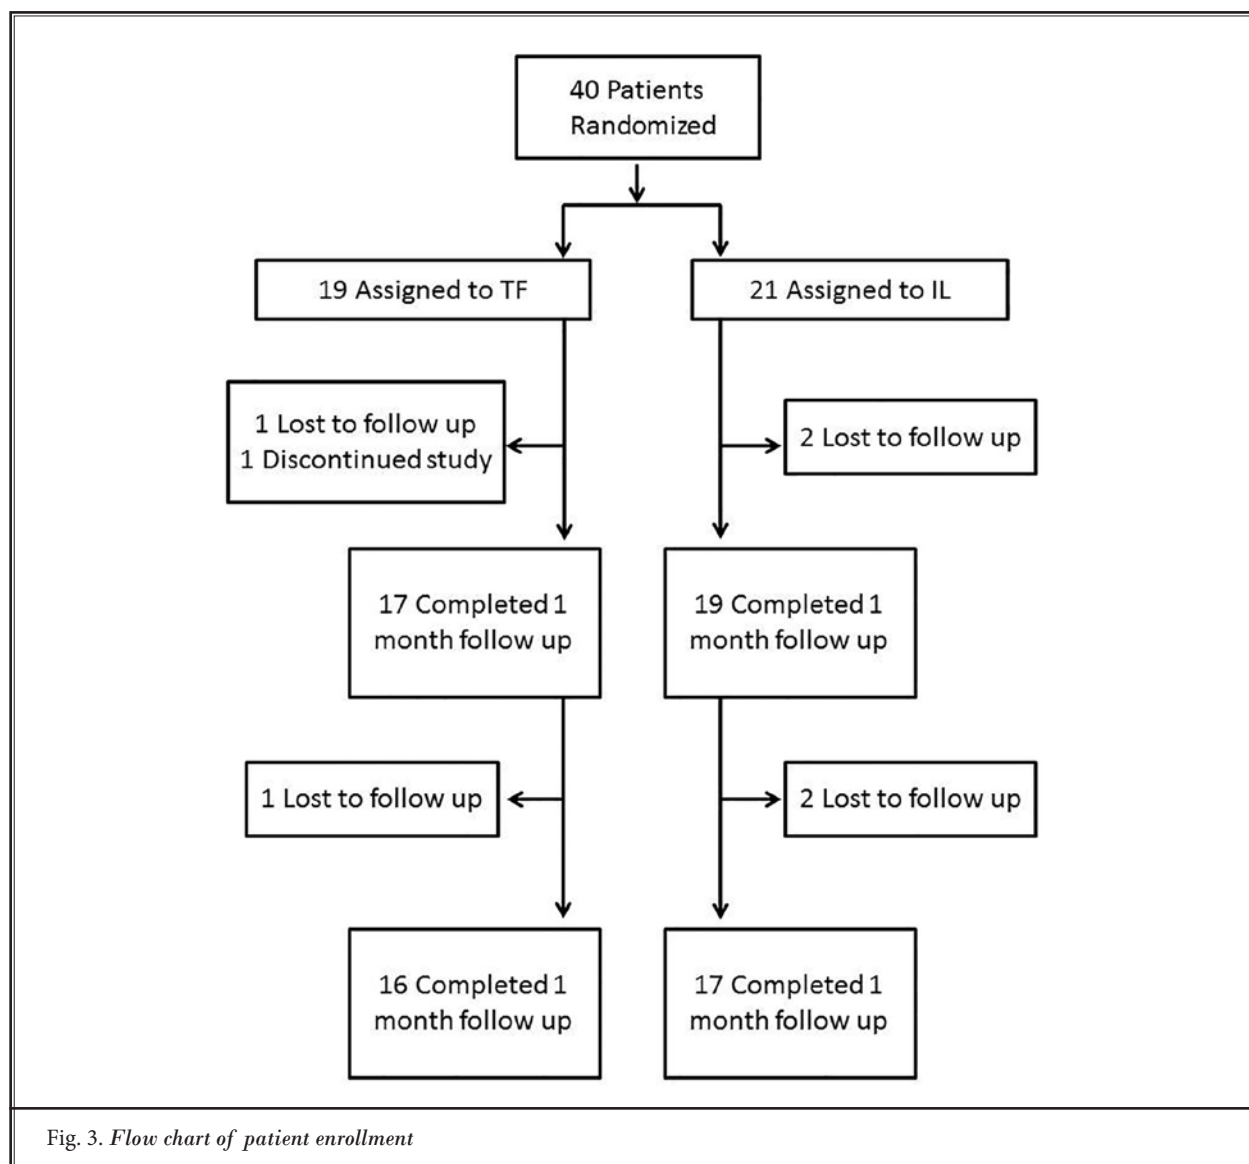 40 Patients
Randomized
19 Assigned to TF
21 Assigned to IL
1 Lost to follow up
1 Discontinued study
2 Lost to follow up
17 Completed 1
month follow up
19 Completed 1
month follow up
1 Lost to follow up
2 Lost to follow up
16 Completed 1
month follow up
17 Completed 1
month follow up
Fig. 3. Flow chart of patient enrollment